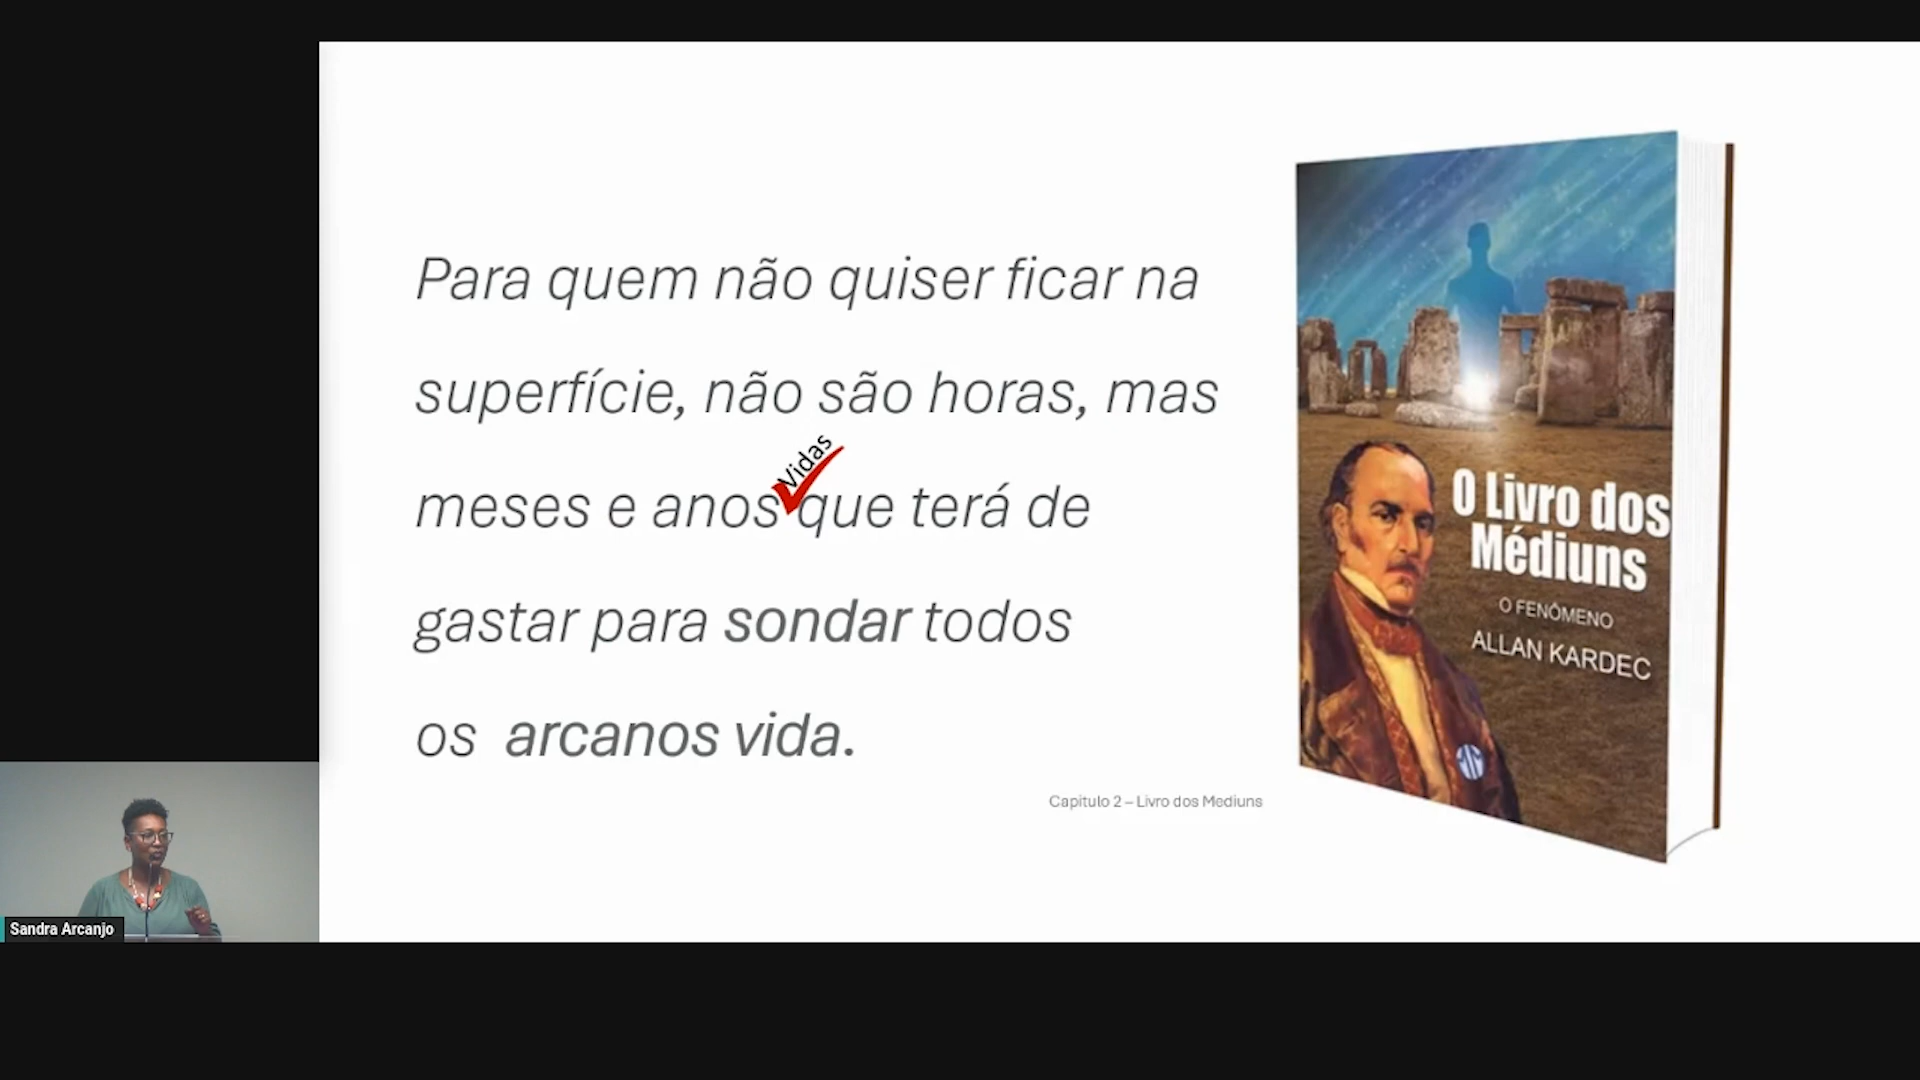 Para quem não quiser ficar na
superfície, não são horas, mas
Vidas
meses e anos que terá de
gastar para sondar todos
os arcanos vida.
Capitulo 2 – Livro dos Mediuns
O Livro dos
Médiuns
O FENÔMENO
ALLAN KARDEC
Sandra Arcanjo